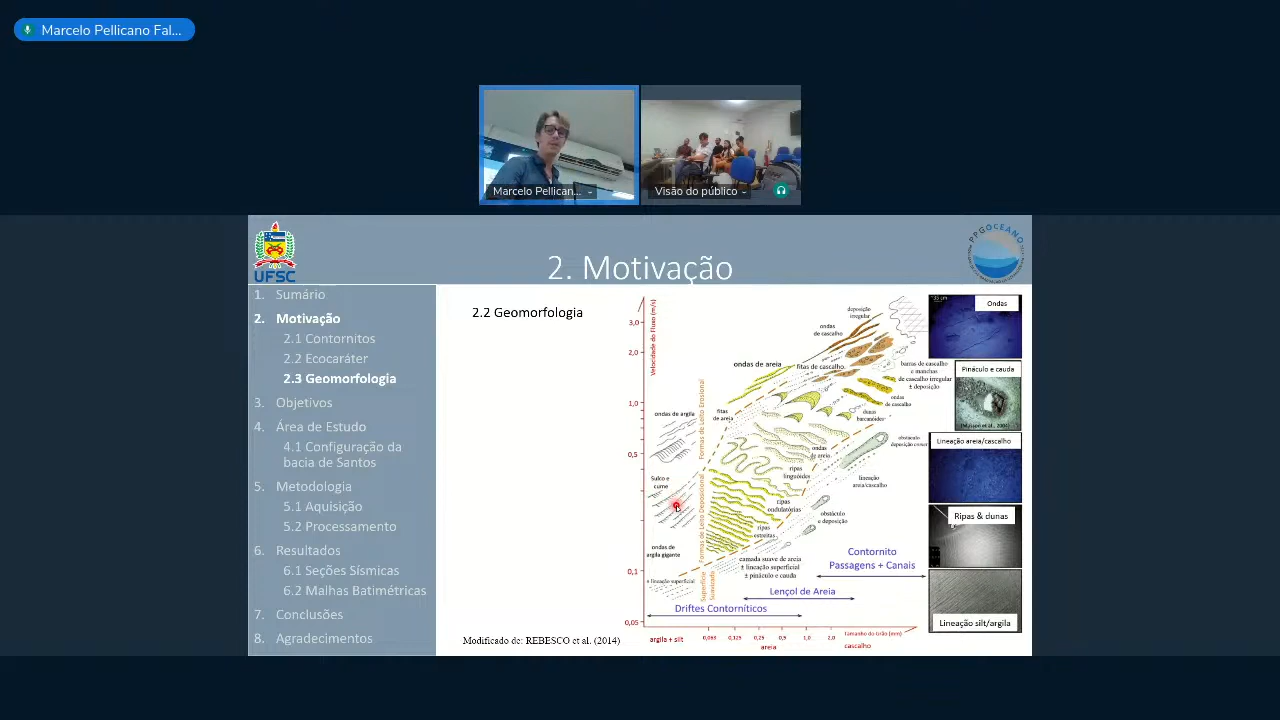 Marcelo Pellicano Fal...
Marcelo Pellican...
Visão do público
UFSC
2. Motivação
PPGOCEANO
1. Sumário
2. Motivação
2.1 Contornitos
2.2 Ecocaráter
2.3 Geomorfologia
3. Objetivos
4. Área de Estudo
4.1 Configuração da
bacia de Santos
5. Metodologia
5.1 Aquisição
5.2 Processamento
6. Resultados
6.1 Seções Sísmicas
6.2 Malhas Batimétricas
7. Conclusões
8. Agradecimentos
2.2 Geomorfologia
Velocidade do Fluxo (m/s)
3,0
2,0
1,0
0,5
0,1
0,05
deposição
irregular
ondas
de cascalho
ondas de areia
fitas de cascalho
barras de cascalho
e manchas
de cascalho irregular
± deposição
ondas
de cascalho
dunas
barcanóides
fitas
de areia
ondas de argila
Formas de Leito Erosional
ondas
de areia
ripas
linguóides
obstáculo
lineação
areia/cascalho
Sulco e
cume
Formas de Leito Deposicional
ripas
ondulatórias
obstáculo
e deposição
ripas
estreitas
ondas de
argila gigante
camada suave de areia
± lineação superficial
± pináculo e cauda
± lineação superficial
Superfície
Suavizada
Contornito
Passagens + Canais
Lençol de Areia
Driftes Contorníticos
argila + silt
0,063
0,125
0,25
0,5
1,0
2,0
Tamanho do Grão (mm)
areia
cascalho
Modificado de: REBESCO et al. (2014)
Ondas
Pináculo e cauda
Lineação areia/cascalho
Ripas & dunas
Lineação silt/argila